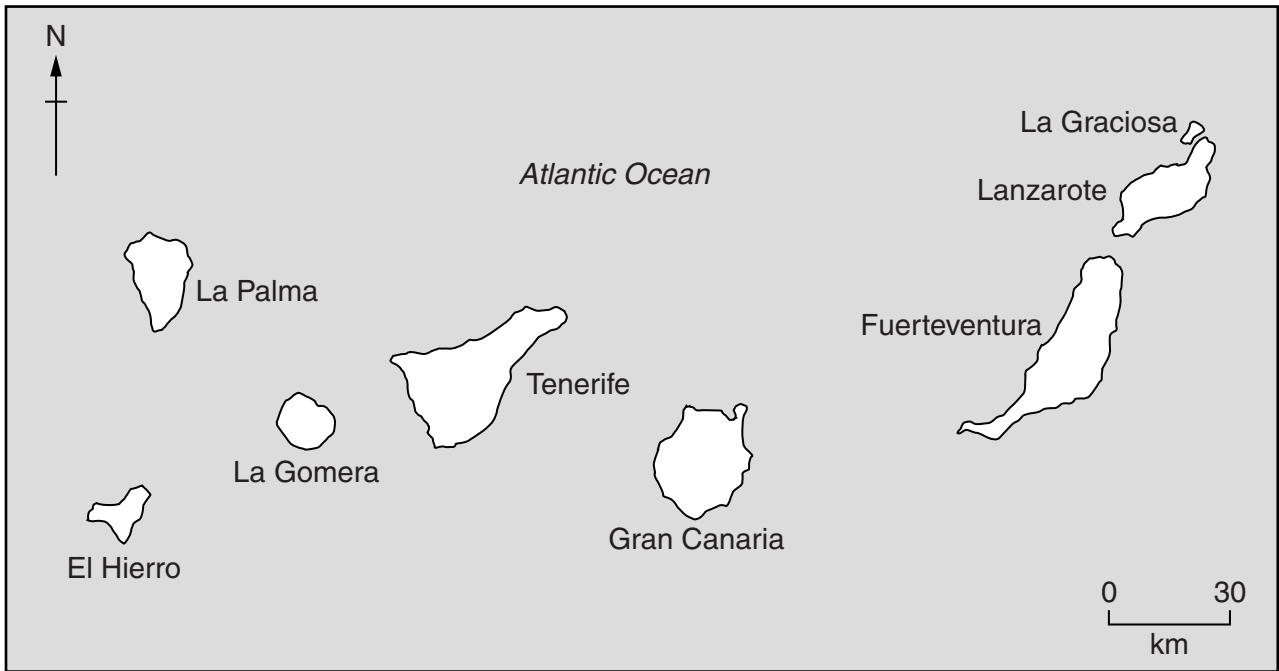 N
La Graciosa
Atlantic Ocean
Lanzarote
La Palma
Fuerteventura
Tenerife
La Gomera
Gran Canaria
El Hierro
0 30
km